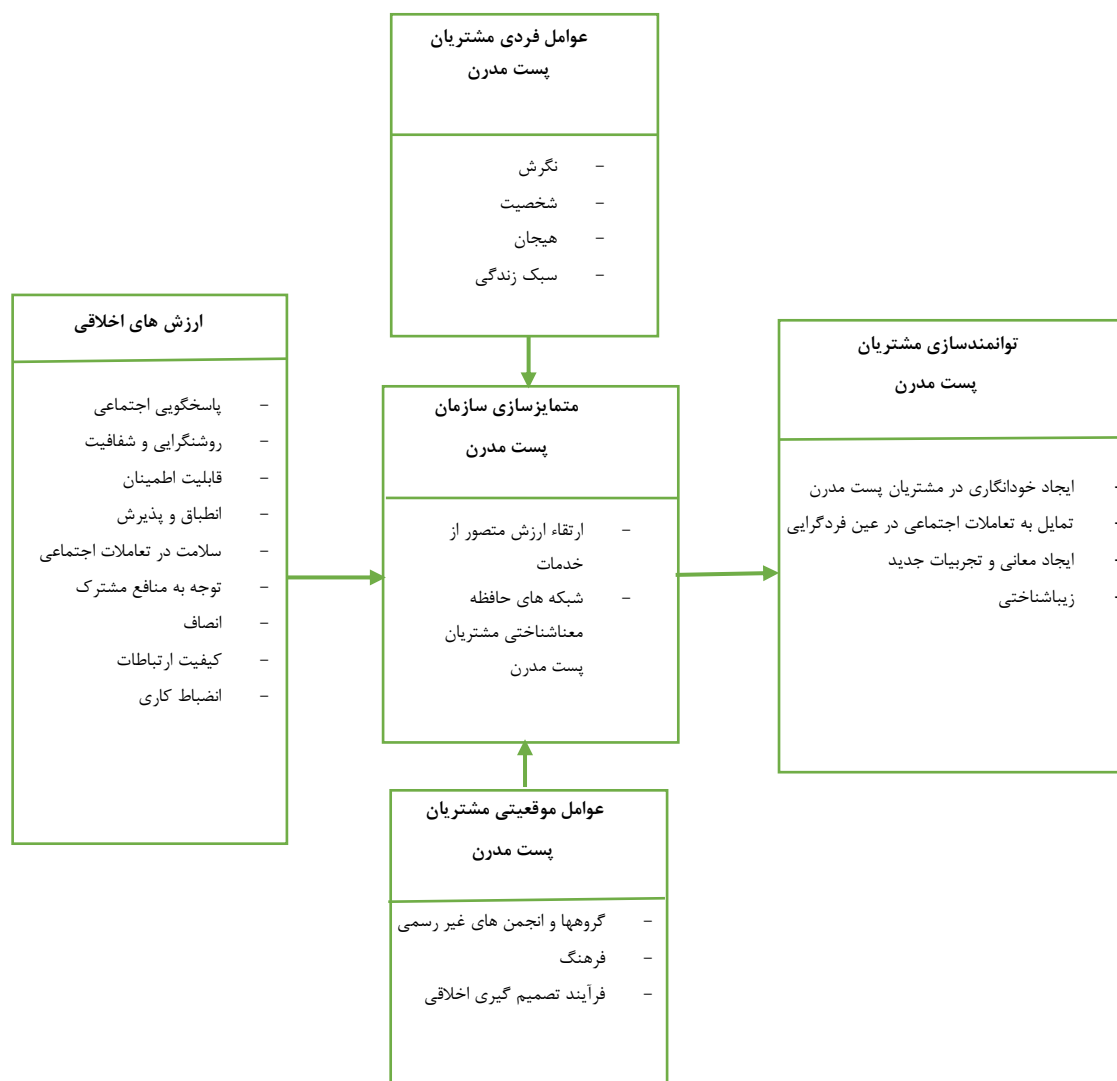 عوامل فردی مشتریان
پست مدرن
- نگرش
- شخصیت
- هیجان
- سبک زندگی
ارزش های اخلاقی
- پاسخگویی اجتماعی
- روشنگرایی و شفافیت
- قابلیت اطمینان
- انطباق و پذیرش
- سلامت در تعاملات اجتماعی
- توجه به منافع مشترک
- انصاف
- کیفیت ارتباطات
- انضباط کاری
متمایزسازی سازمان
پست مدرن
- ارتقاء ارزش متصور از
خدمات
- شبکه های حافظه
معناشناختی مشتریان
پست مدرن
توانمندسازی مشتریان
پست مدرن
- ایجاد خودانگاری در مشتریان پست مدرن
- تمایل به تعاملات اجتماعی در عین فردگرایی
- ایجاد معانی و تجربیات جدید
- زیباشناختی
عوامل موقعیتی مشتریان
پست مدرن
- گروهها و انجمن های غیر رسمی
- فرهنگ
- فرآیند تصمیم گیری اخلاقی